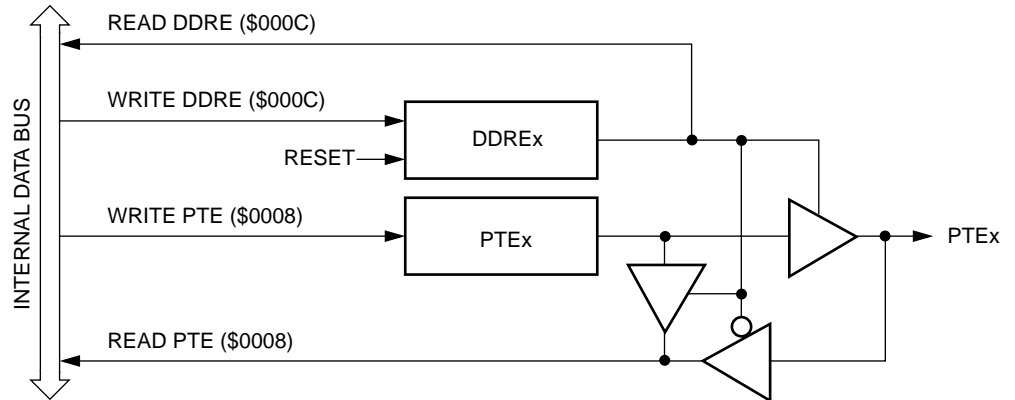 READ DDRE ($000C)
WRITE DDRE ($000C)
DDREx
RESET
INTERNAL DATA BUS
WRITE PTE ($0008)
PTEx
PTEx
READ PTE ($0008)